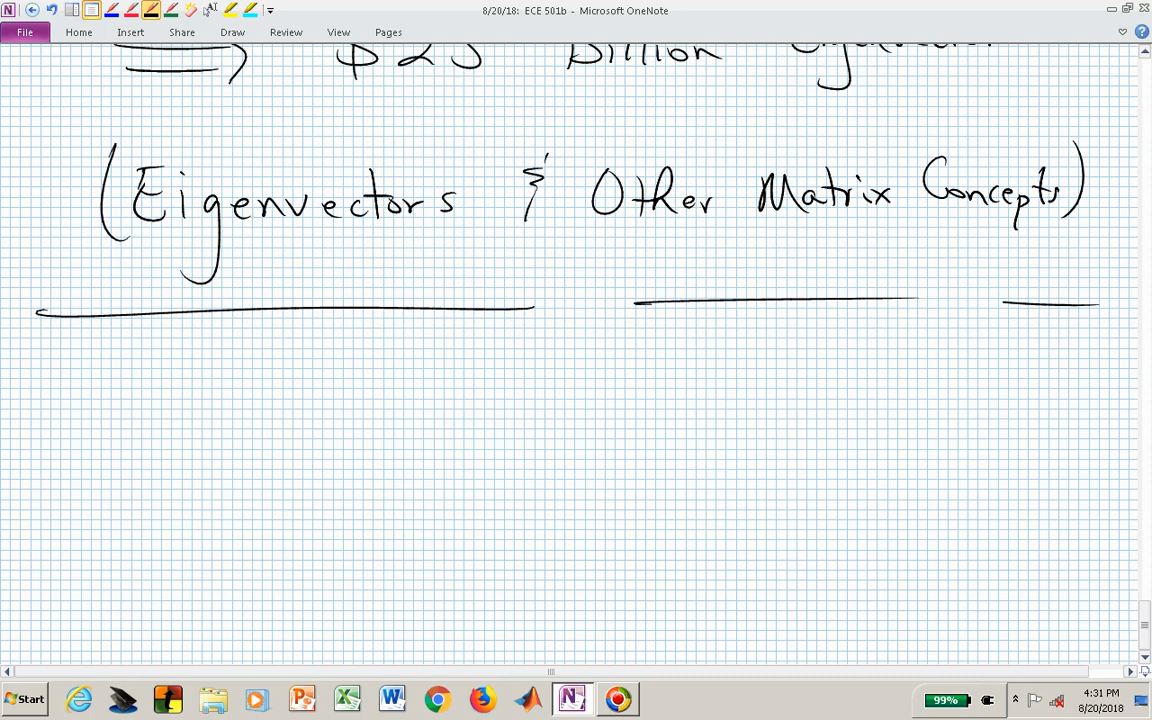 8/20/18: ECE 501b - Microsoft OneNote
File Home Insert Share Draw Review View Pages
$25 Billion
(Eigenvectors & Other Matrix Concepts)
Start
99%
4:31 PM
8/20/2018